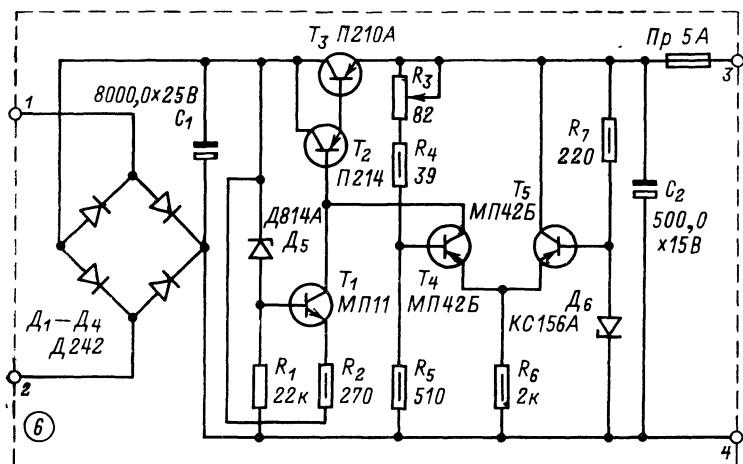 T₃ П210А
Пр 5А
1
8000,0×25В
C₁
R₃
82
3
T₂
П214
R₄
39
R₇
220
Д814А
Д₅
T₅
МП42Б
C₂
500,0
×15В
T₁
МП11
T₄
МП42Б
Д₆
КС156А
Д₁–Д₄
Д242
R₁
22к
R₂
270
R₅
510
R₆
2к
2
6
4